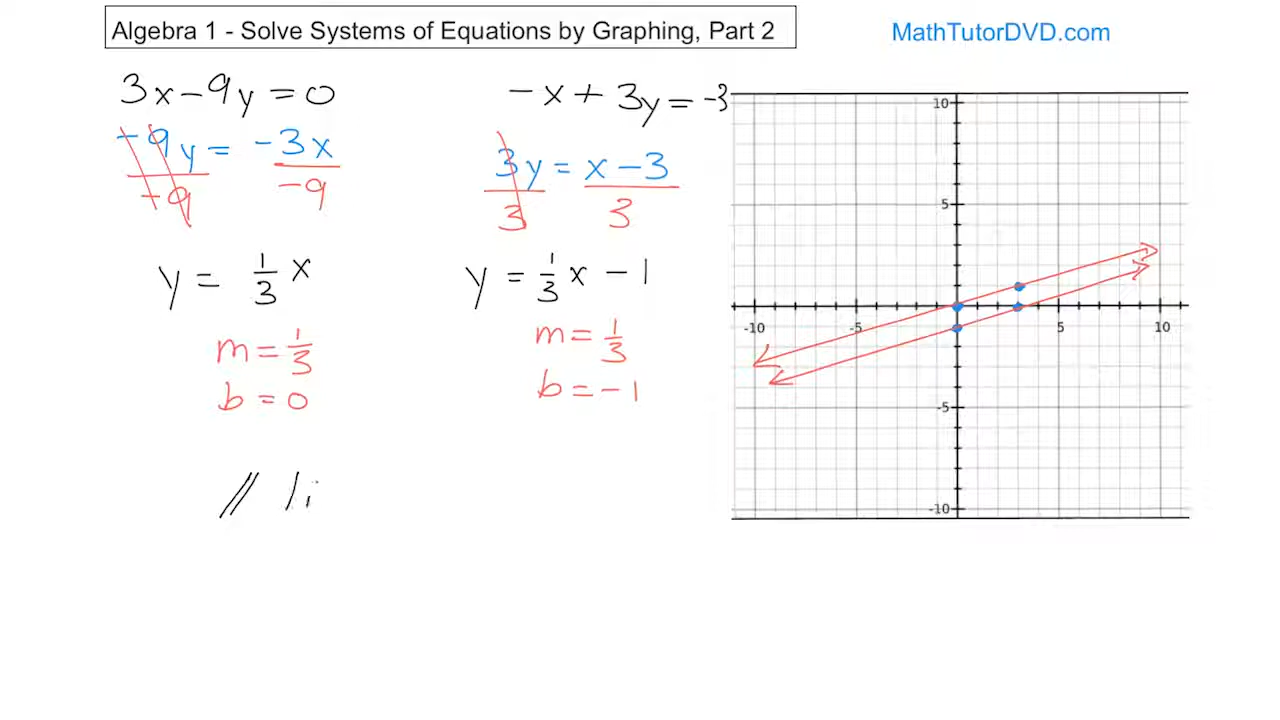 Algebra 1 - Solve Systems of Equations by Graphing, Part 2
MathTutorDVD.com
3x - 9y = 0
-9y = -3x
-9 -9
y = 1/3 x
m = 1/3
b = 0
// li
-x + 3y = -3
3y = x - 3
3 3
y = 1/3 x - 1
m = 1/3
b = -1
10
5
-10 -5 5 10
-5
-10